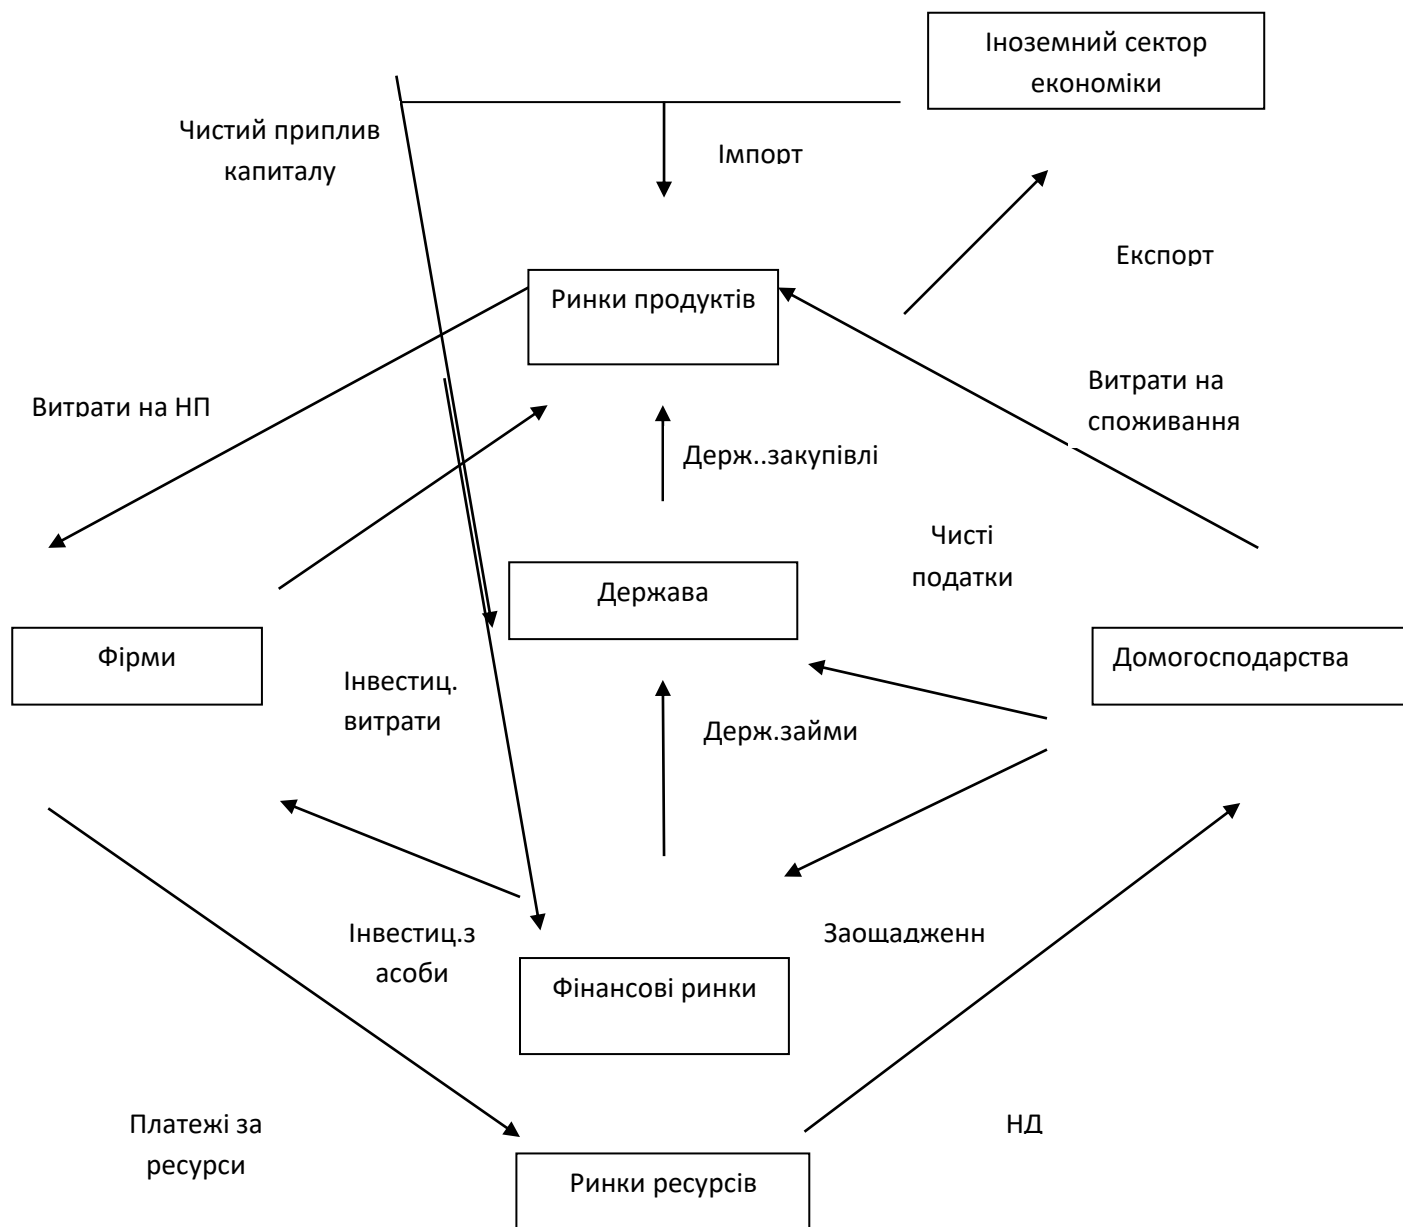 Іноземний сектор
економіки
Чистий приплив
капиталу
Імпорт
Експорт
Ринки продуктів
Витрати на
споживання
Витрати на НП
Держ..закупівлі
Чисті
податки
Держава
Фірми
Домогосподарства
Інвестиц.
витрати
Держ.займи
Інвестиц.з
асоби
Заощадженн
Фінансові ринки
Платежі за
ресурси
НД
Ринки ресурсів